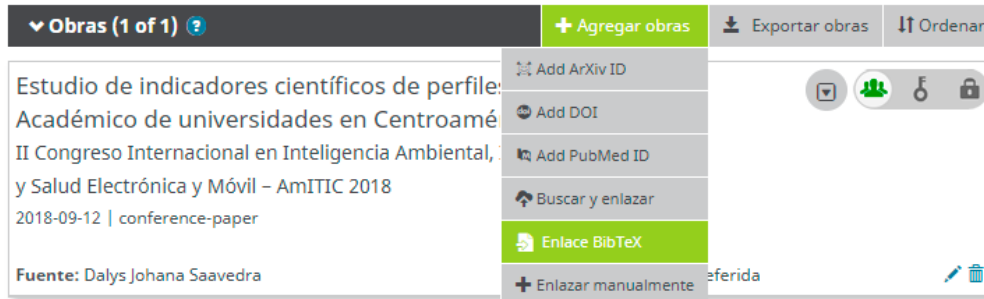 Obras (1 of 1) ?
Agregar obras
Exportar obras
Ordenar
Add ArXiv ID
Add DOI
Add PubMed ID
Buscar y enlazar
Enlace BibTeX
Enlazar manualmente
Estudio de indicadores científicos de perfiles
Académico de universidades en Centroamé
II Congreso Internacional en Inteligencia Ambiental,
y Salud Electrónica y Móvil – AmITIC 2018
2018-09-12 | conference-paper
Fuente: Dalys Johana Saavedra
eferida